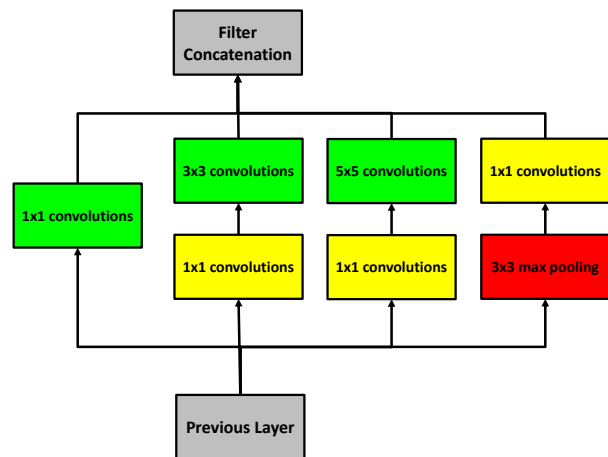 Filter
Concatenation
3x3 convolutions
5x5 convolutions
1x1 convolutions
1x1 convolutions
1x1 convolutions
1x1 convolutions
3x3 max pooling
Previous Layer